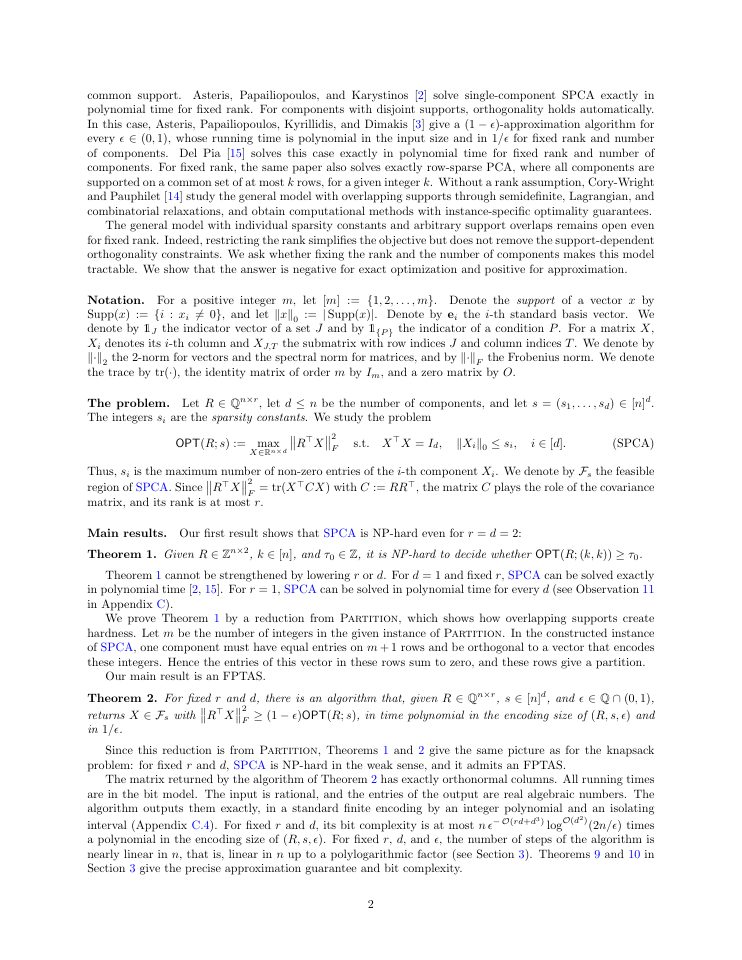 common support. Asteris, Papailiopoulos, and Karystinos [2] solve single-component SPCA exactly in
polynomial time for fixed rank. For components with disjoint supports, orthogonality holds automatically.
In this case, Asteris, Papailiopoulos, Kyrillidis, and Dimakis [3] give a (1 − ϵ)-approximation algorithm for
every ϵ ∈ (0, 1), whose running time is polynomial in the input size and in 1/ϵ for fixed rank and number
of components. Del Pia [15] solves this case exactly in polynomial time for fixed rank and number of
components. For fixed rank, the same paper also solves exactly row-sparse PCA, where all components are
supported on a common set of at most k rows, for a given integer k. Without a rank assumption, Cory-Wright
and Pauphilet [14] study the general model with overlapping supports through semidefinite, Lagrangian, and
combinatorial relaxations, and obtain computational methods with instance-specific optimality guarantees.
The general model with individual sparsity constants and arbitrary support overlaps remains open even
for fixed rank. Indeed, restricting the rank simplifies the objective but does not remove the support-dependent
orthogonality constraints. We ask whether fixing the rank and the number of components makes this model
tractable. We show that the answer is negative for exact optimization and positive for approximation.
Notation. For a positive integer m, let [m] := {1, 2, . . . , m}. Denote the support of a vector x by
Supp(x) := {i : x_i ≠ 0}, and let ‖x‖_0 := |Supp(x)|. Denote by e_i the i-th standard basis vector. We
denote by 𝟙_J the indicator vector of a set J and by 𝟙_{P} the indicator of a condition P. For a matrix X,
X_i denotes its i-th column and X_{J,T} the submatrix with row indices J and column indices T. We denote by
‖·‖_2 the 2-norm for vectors and the spectral norm for matrices, and by ‖·‖_F the Frobenius norm. We denote
the trace by tr(·), the identity matrix of order m by I_m, and a zero matrix by O.
The problem. Let R ∈ ℚ^{n×r}, let d ≤ n be the number of components, and let s = (s_1, . . . , s_d) ∈ [n]^d.
The integers s_i are the sparsity constants. We study the problem
OPT(R; s) := max_{X∈ℝ^{n×d}} ‖R^⊤X‖_F^2 s.t. X^⊤X = I_d, ‖X_i‖_0 ≤ s_i, i ∈ [d]. (SPCA)
Thus, s_i is the maximum number of non-zero entries of the i-th component X_i. We denote by ℱ_s the feasible
region of SPCA. Since ‖R^⊤X‖_F^2 = tr(X^⊤CX) with C := RR^⊤, the matrix C plays the role of the covariance
matrix, and its rank is at most r.
Main results. Our first result shows that SPCA is NP-hard even for r = d = 2:
Theorem 1. Given R ∈ ℤ^{n×2}, k ∈ [n], and τ_0 ∈ ℤ, it is NP-hard to decide whether OPT(R; (k, k)) ≥ τ_0.
Theorem 1 cannot be strengthened by lowering r or d. For d = 1 and fixed r, SPCA can be solved exactly
in polynomial time [2, 15]. For r = 1, SPCA can be solved in polynomial time for every d (see Observation 11
in Appendix C).
We prove Theorem 1 by a reduction from Partition, which shows how overlapping supports create
hardness. Let m be the number of integers in the given instance of Partition. In the constructed instance
of SPCA, one component must have equal entries on m + 1 rows and be orthogonal to a vector that encodes
these integers. Hence the entries of this vector in these rows sum to zero, and these rows give a partition.
Our main result is an FPTAS.
Theorem 2. For fixed r and d, there is an algorithm that, given R ∈ ℚ^{n×r}, s ∈ [n]^d, and ϵ ∈ ℚ ∩ (0, 1),
returns X ∈ ℱ_s with ‖R^⊤X‖_F^2 ≥ (1 − ϵ)OPT(R; s), in time polynomial in the encoding size of (R, s, ϵ) and
in 1/ϵ.
Since this reduction is from Partition, Theorems 1 and 2 give the same picture as for the knapsack
problem: for fixed r and d, SPCA is NP-hard in the weak sense, and it admits an FPTAS.
The matrix returned by the algorithm of Theorem 2 has exactly orthonormal columns. All running times
are in the bit model. The input is rational, and the entries of the output are real algebraic numbers. The
algorithm outputs them exactly, in a standard finite encoding by an integer polynomial and an isolating
interval (Appendix C.4). For fixed r and d, its bit complexity is at most n ϵ^{−𝒪(rd+d^3)} log^{𝒪(d^2)}(2n/ϵ) times
a polynomial in the encoding size of (R, s, ϵ). For fixed r, d, and ϵ, the number of steps of the algorithm is
nearly linear in n, that is, linear in n up to a polylogarithmic factor (see Section 3). Theorems 9 and 10 in
Section 3 give the precise approximation guarantee and bit complexity.
2